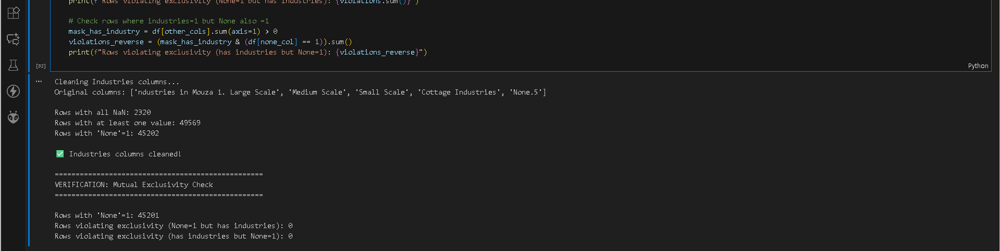 print(f"Rows violating exclusivity (None=1 but has industries): {violations.sum()}")
# Check rows where industries=1 but None also =1
mask_has_industry = df[other_cols].sum(axis=1) > 0
violations_reverse = (mask_has_industry & (df[none_col] == 1)).sum()
print(f"Rows violating exclusivity (has industries but None=1): {violations_reverse}")
[82]
Python
...
Cleaning Industries columns...
Original columns: ['ndustries in Mouza 1. Large Scale', 'Medium Scale', 'Small Scale', 'Cottage Industries', 'None.5']
Rows with all NaN: 2320
Rows with at least one value: 49569
Rows with 'None'=1: 45202
✅ Industries columns cleaned!
==================================================
VERIFICATION: Mutual Exclusivity Check
==================================================
Rows with 'None'=1: 45201
Rows violating exclusivity (None=1 but has industries): 0
Rows violating exclusivity (has industries but None=1): 0